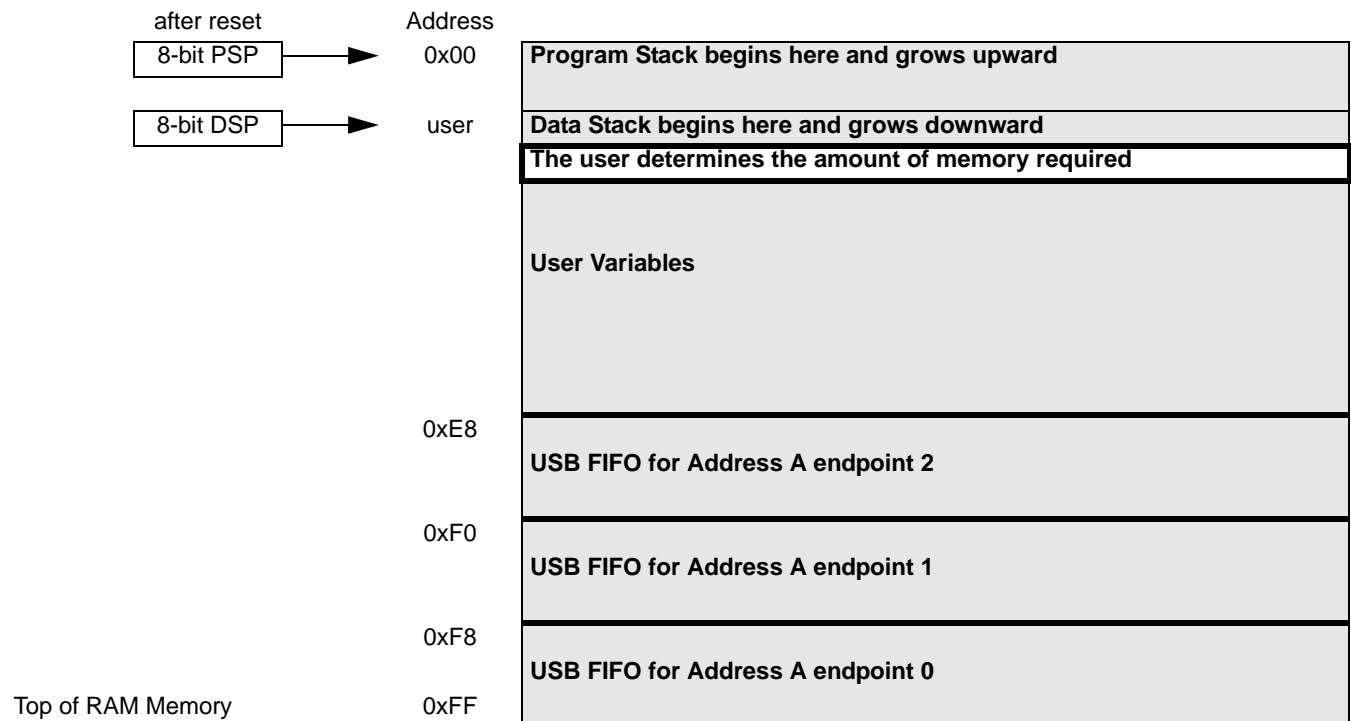 after reset Address
8-bit PSP 0x00 Program Stack begins here and grows upward
8-bit DSP user Data Stack begins here and grows downward
The user determines the amount of memory required
User Variables
0xE8
USB FIFO for Address A endpoint 2
0xF0
USB FIFO for Address A endpoint 1
0xF8
USB FIFO for Address A endpoint 0
Top of RAM Memory 0xFF